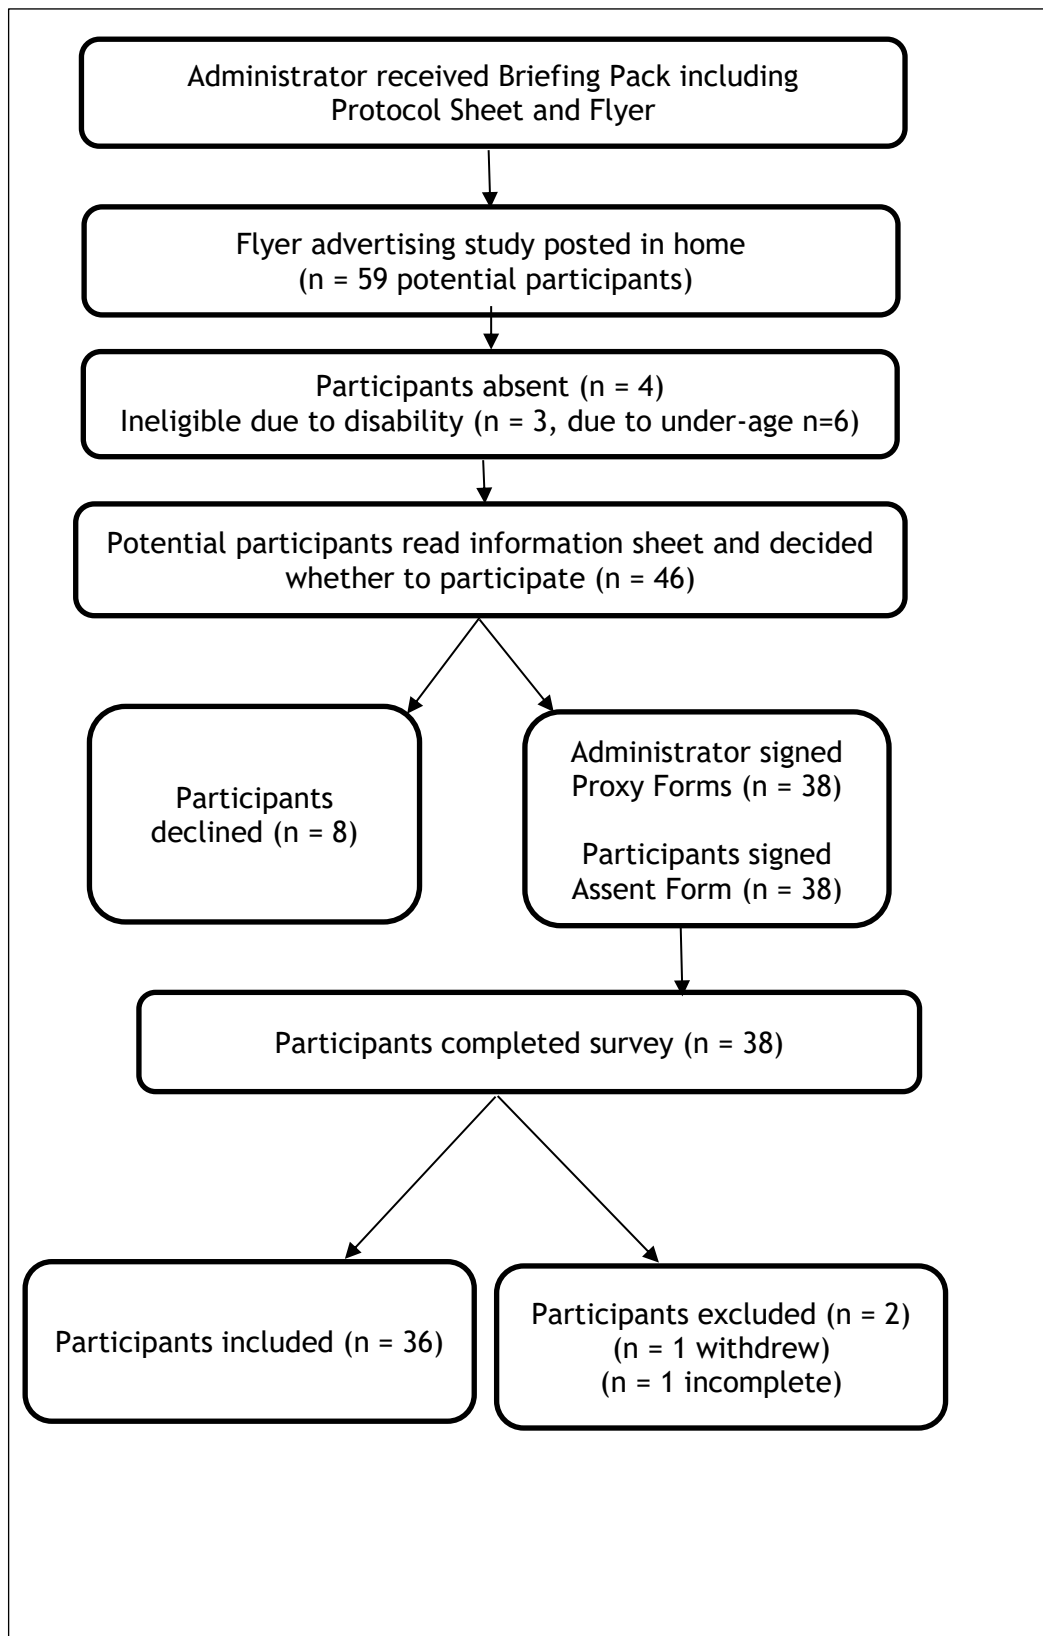 Administrator received Briefing Pack including
Protocol Sheet and Flyer
Flyer advertising study posted in home
(n = 59 potential participants)
Participants absent (n = 4)
Ineligible due to disability (n = 3, due to under-age n=6)
Potential participants read information sheet and decided
whether to participate (n = 46)
Participants
declined (n = 8)
Administrator signed
Proxy Forms (n = 38)
Participants signed
Assent Form (n = 38)
Participants completed survey (n = 38)
Participants included (n = 36)
Participants excluded (n = 2)
(n = 1 withdrew)
(n = 1 incomplete)